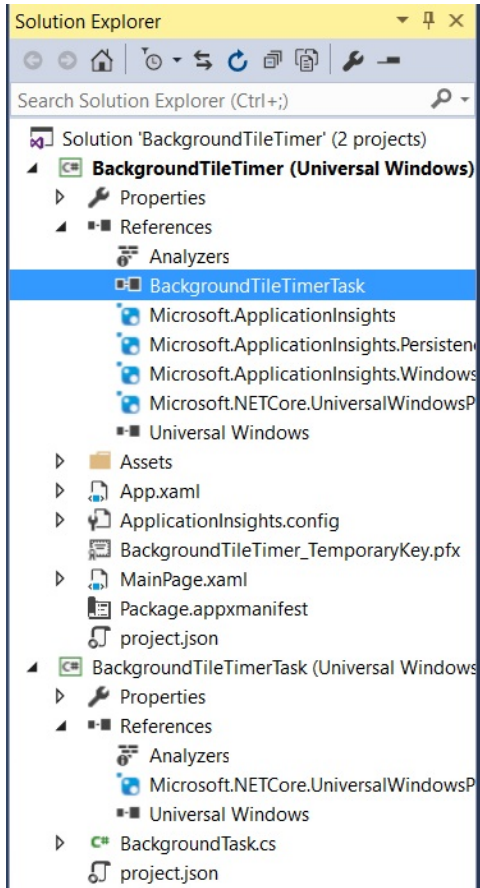 Solution Explorer
Search Solution Explorer (Ctrl+;)
Solution 'BackgroundTileTimer' (2 projects)
C# BackgroundTileTimer (Universal Windows)
Properties
References
Analyzers
BackgroundTileTimerTask
Microsoft.ApplicationInsights
Microsoft.ApplicationInsights.Persisten
Microsoft.ApplicationInsights.Windows
Microsoft.NETCore.UniversalWindowsP
Universal Windows
Assets
App.xaml
ApplicationInsights.config
BackgroundTileTimer_TemporaryKey.pfx
MainPage.xaml
Package.appxmanifest
project.json
C# BackgroundTileTimerTask (Universal Windows
Properties
References
Analyzers
Microsoft.NETCore.UniversalWindowsP
Universal Windows
C# BackgroundTask.cs
project.json